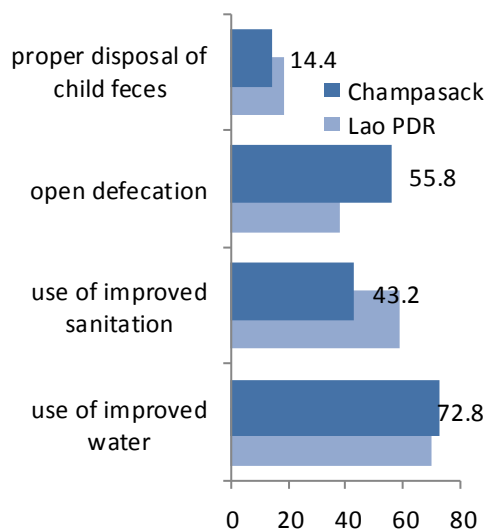 proper disposal of
child feces
14.4
Champasack
Lao PDR
open defecation
55.8
use of improved
sanitation
43.2
use of improved
water
72.8
0 20 40 60 80